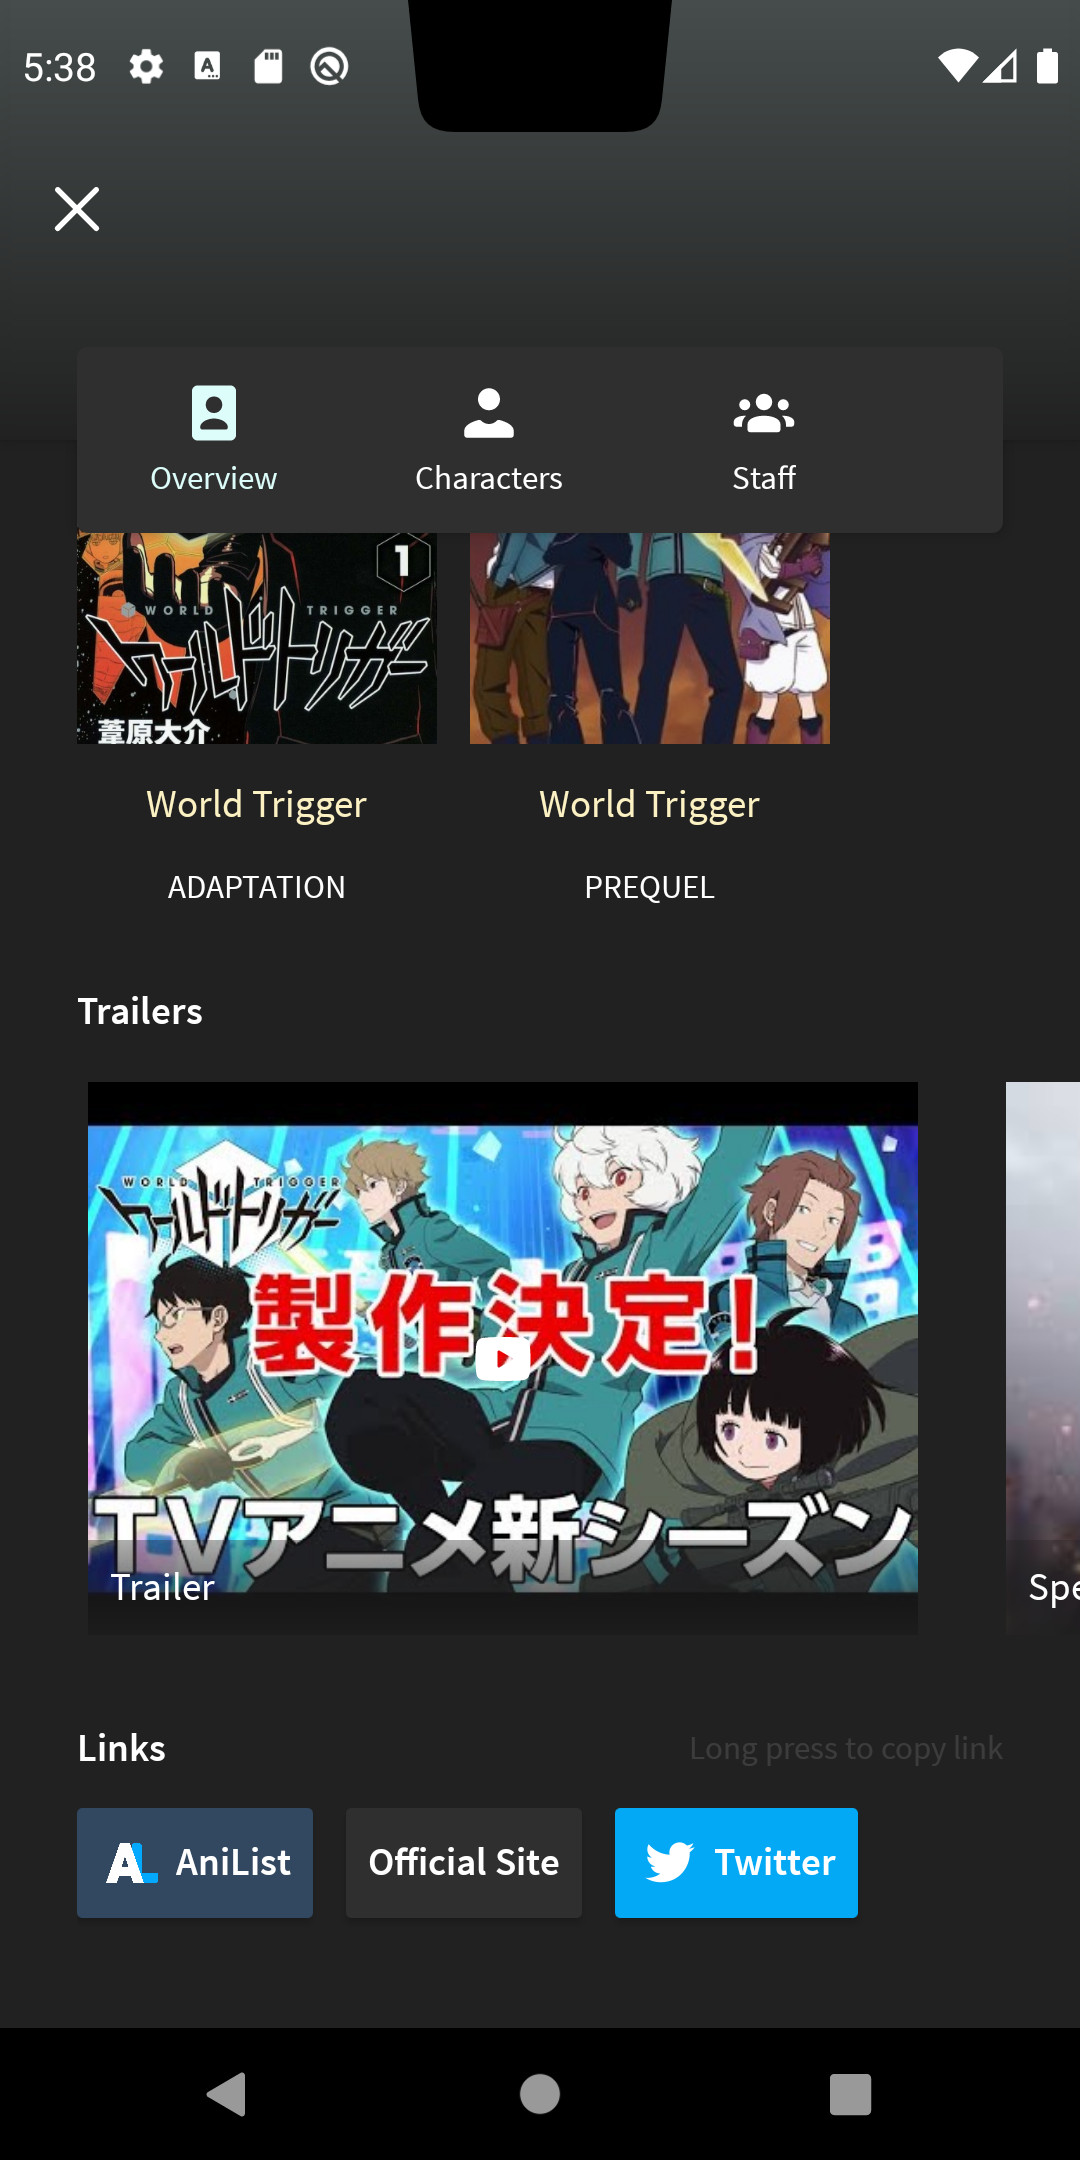 5:38
Overview
Characters
Staff
1
WORLD TRIGGER
ワールドトリガー
葦原大介
World Trigger
World Trigger
ADAPTATION
PREQUEL
Trailers
WORLD TRIGGER
ワールドトリガー
製作決定!
TVアニメ新シーズン
Trailer
Spe
Links
Long press to copy link
AniList
Official Site
Twitter